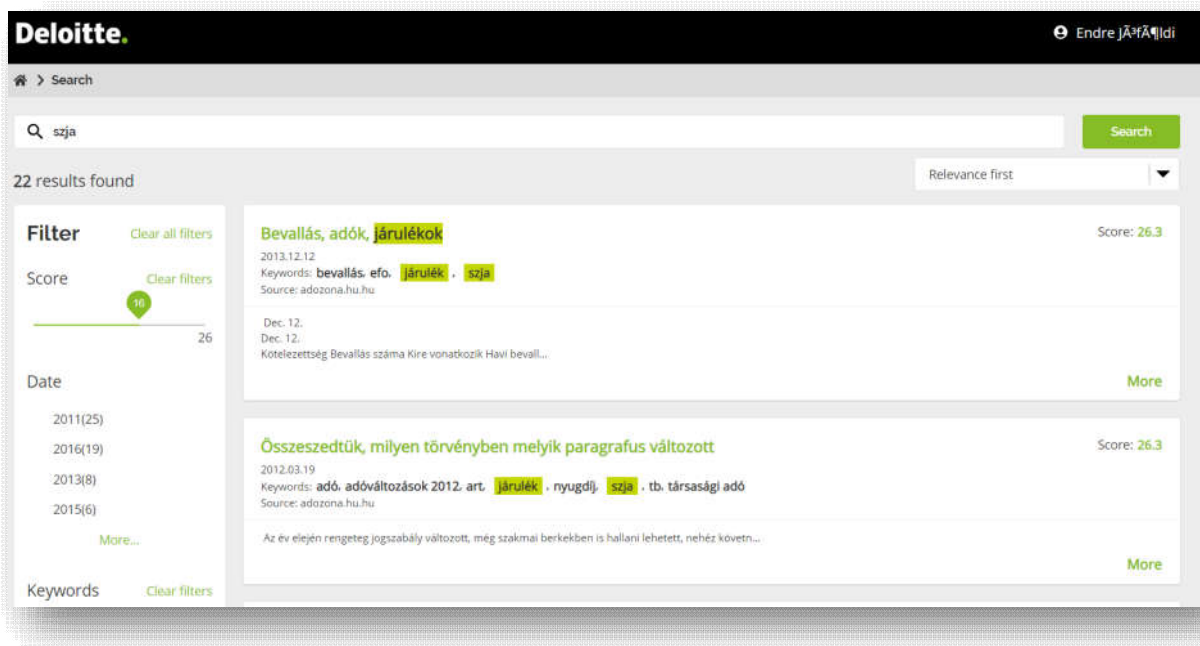 Deloitte.
Endre JÃ³fÃ¶ldi
> Search
szja
Search
22 results found
Relevance first
Filter
Clear all filters
Score
Clear filters
16
26
Date
2011(25)
2016(19)
2013(8)
2015(6)
More...
Keywords
Clear filters
Bevallás, adók, járulékok
Score: 26.3
2013.12.12
Keywords: bevallás, efo, járulék , szja
Source: adozona.hu.hu
Dec. 12.
Dec. 12.
Kötelezettség Bevallás száma Kire vonatkozik Havi bevall...
More
Összeszedtük, milyen törvényben melyik paragrafus változott
Score: 26.3
2012.03.19
Keywords: adó, adóváltozások 2012, art, járulék , nyugdíj, szja , tb, társasági adó
Source: adozona.hu.hu
Az év elején rengeteg jogszabály változott, még szakmai berkekben is hallani lehetett, nehéz követn...
More